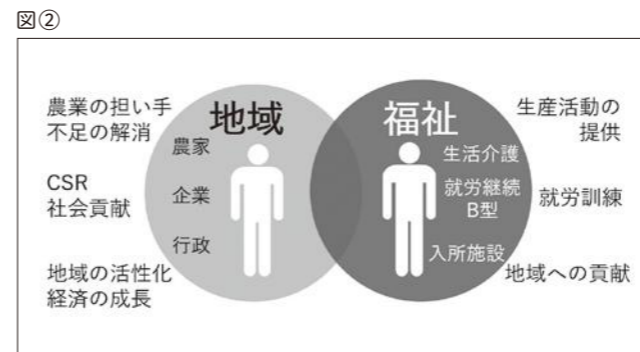 図②
農業の担い手
不足の解消
CSR
社会貢献
地域の活性化
経済の成長
地域
農家
企業
行政
福祉
生活介護
就労継続
B型
入所施設
生産活動の
提供
就労訓練
地域への貢献